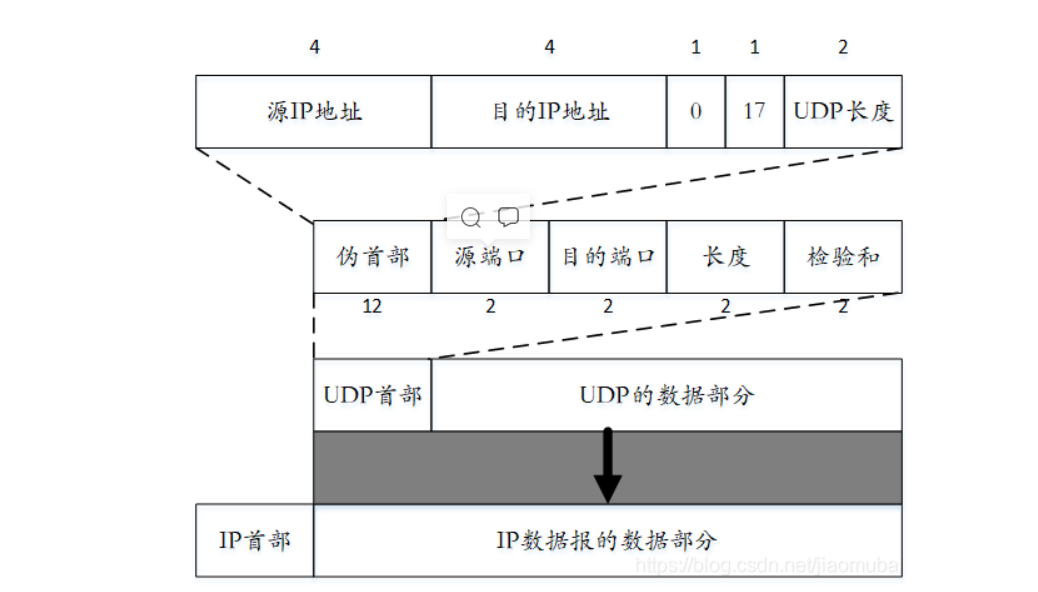 4 4 1 1 2
源IP地址 目的IP地址 0 17 UDP长度
伪首部 源端口 目的端口 长度 检验和
12 2 2 2 2
UDP首部 UDP的数据部分
IP首部 IP数据报的数据部分
https://blog.csdn.net/jiaomubai